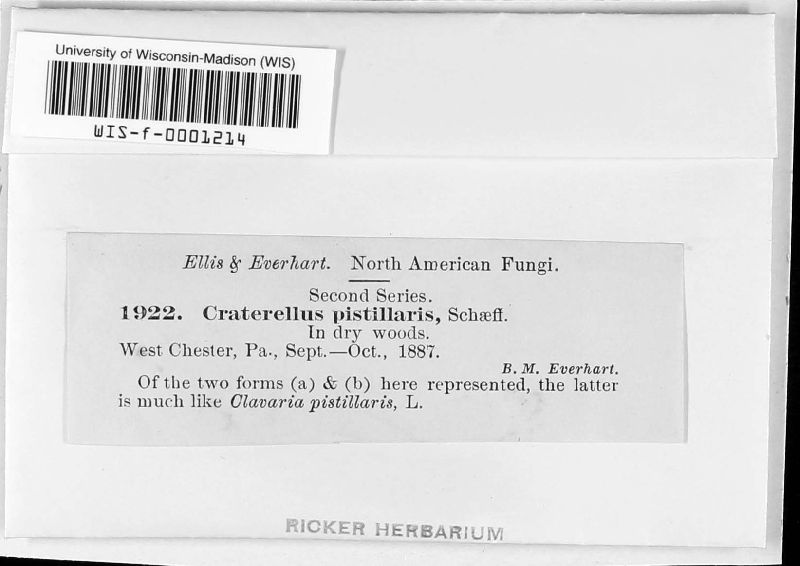 University of Wisconsin-Madison (WIS)
WIS-f-0001214
Ellis & Everhart. North American Fungi.
Second Series.
1922. Craterellus pistillaris, Schæff.
In dry woods.
West Chester, Pa., Sept.—Oct., 1887.
B. M. Everhart.
Of the two forms (a) & (b) here represented, the latter
is much like Clavaria pistillaris, L.
RICKER HERBARIUM